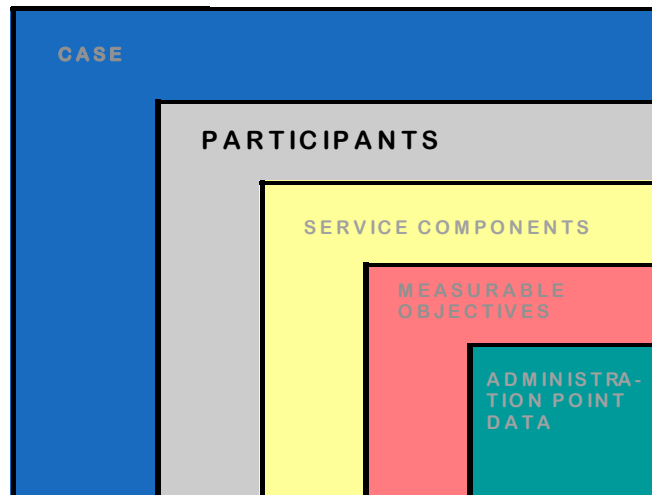 CASE
PARTICIPANTS
SERVICE COMPONENTS
MEASURABLE
OBJECTIVES
ADMINISTRA-
TION POINT
DATA